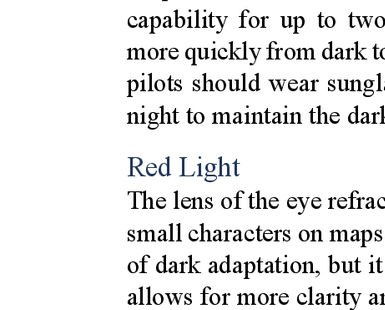 capability for up to two
more quickly from dark to
pilots should wear sungla
night to maintain the dark
Red Light
The lens of the eye refrac
small characters on maps
of dark adaptation, but it
allows for more clarity an